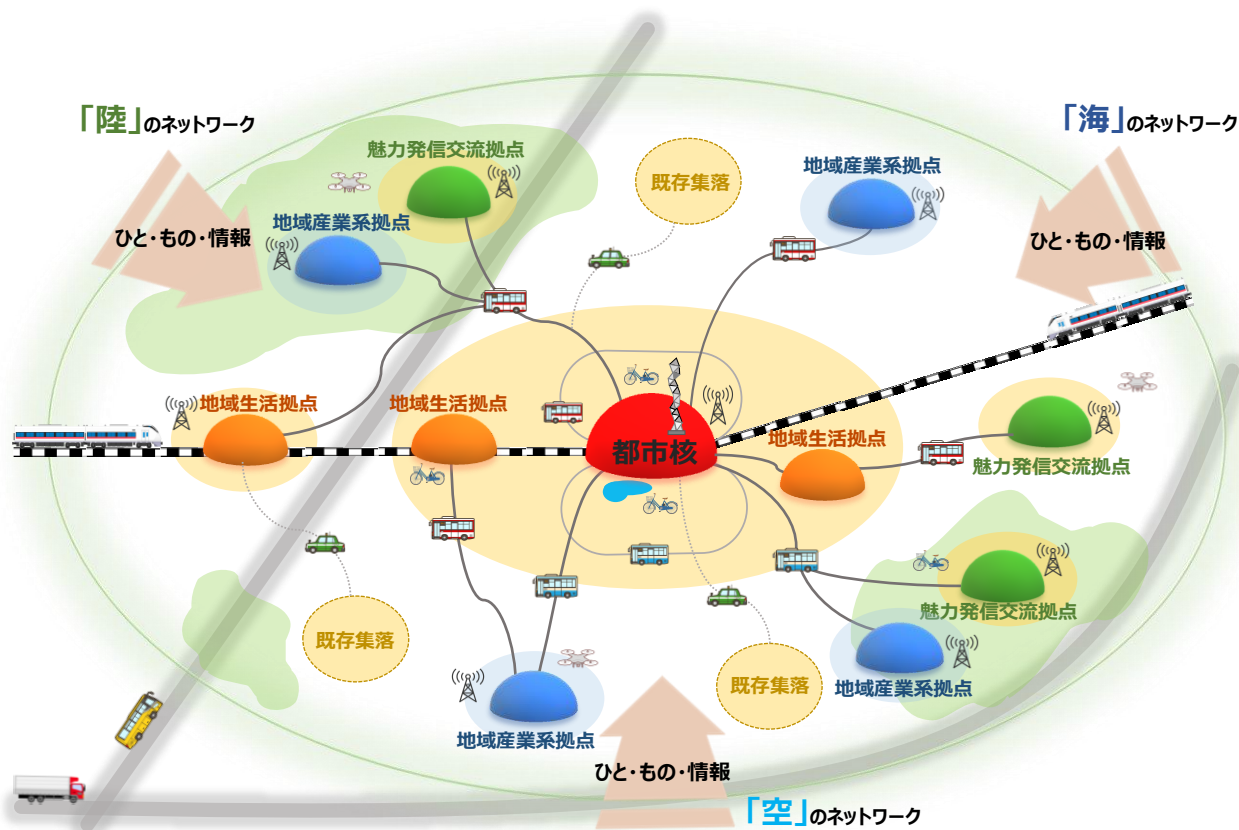 「陸」のネットワーク
「海」のネットワーク
魅力発信交流拠点
既存集落
地域産業系拠点
地域産業系拠点
ひと・もの・情報
ひと・もの・情報
地域生活拠点
地域生活拠点
都市核
地域生活拠点
魅力発信交流拠点
魅力発信交流拠点
既存集落
既存集落
地域産業系拠点
地域産業系拠点
ひと・もの・情報
「空」のネットワーク